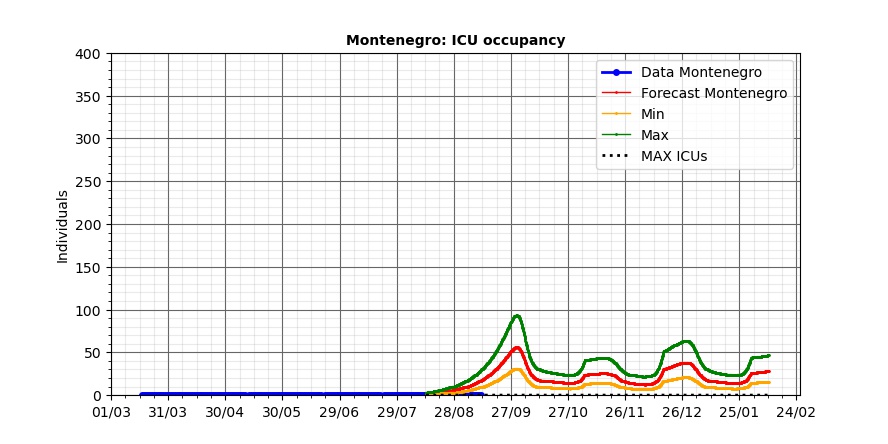 Montenegro: ICU occupancy
Individuals
400
350
300
250
200
150
100
50
0
01/03 31/03 30/04 30/05 29/06 29/07 28/08 27/09 27/10 26/11 26/12 25/01 24/02
Data Montenegro
Forecast Montenegro
Min
Max
MAX ICUs